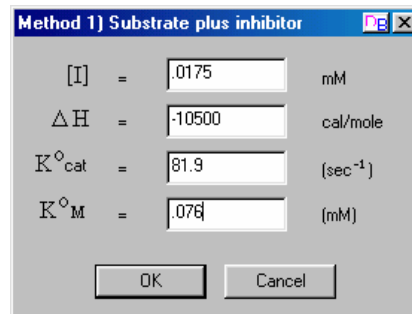 Method 1) Substrate plus inhibitor DB
[I] = .0175 mM
ΔH = -10500 cal/mole
K°cat = 81.9 (sec⁻¹)
K°M = .076 (mM)
OK Cancel